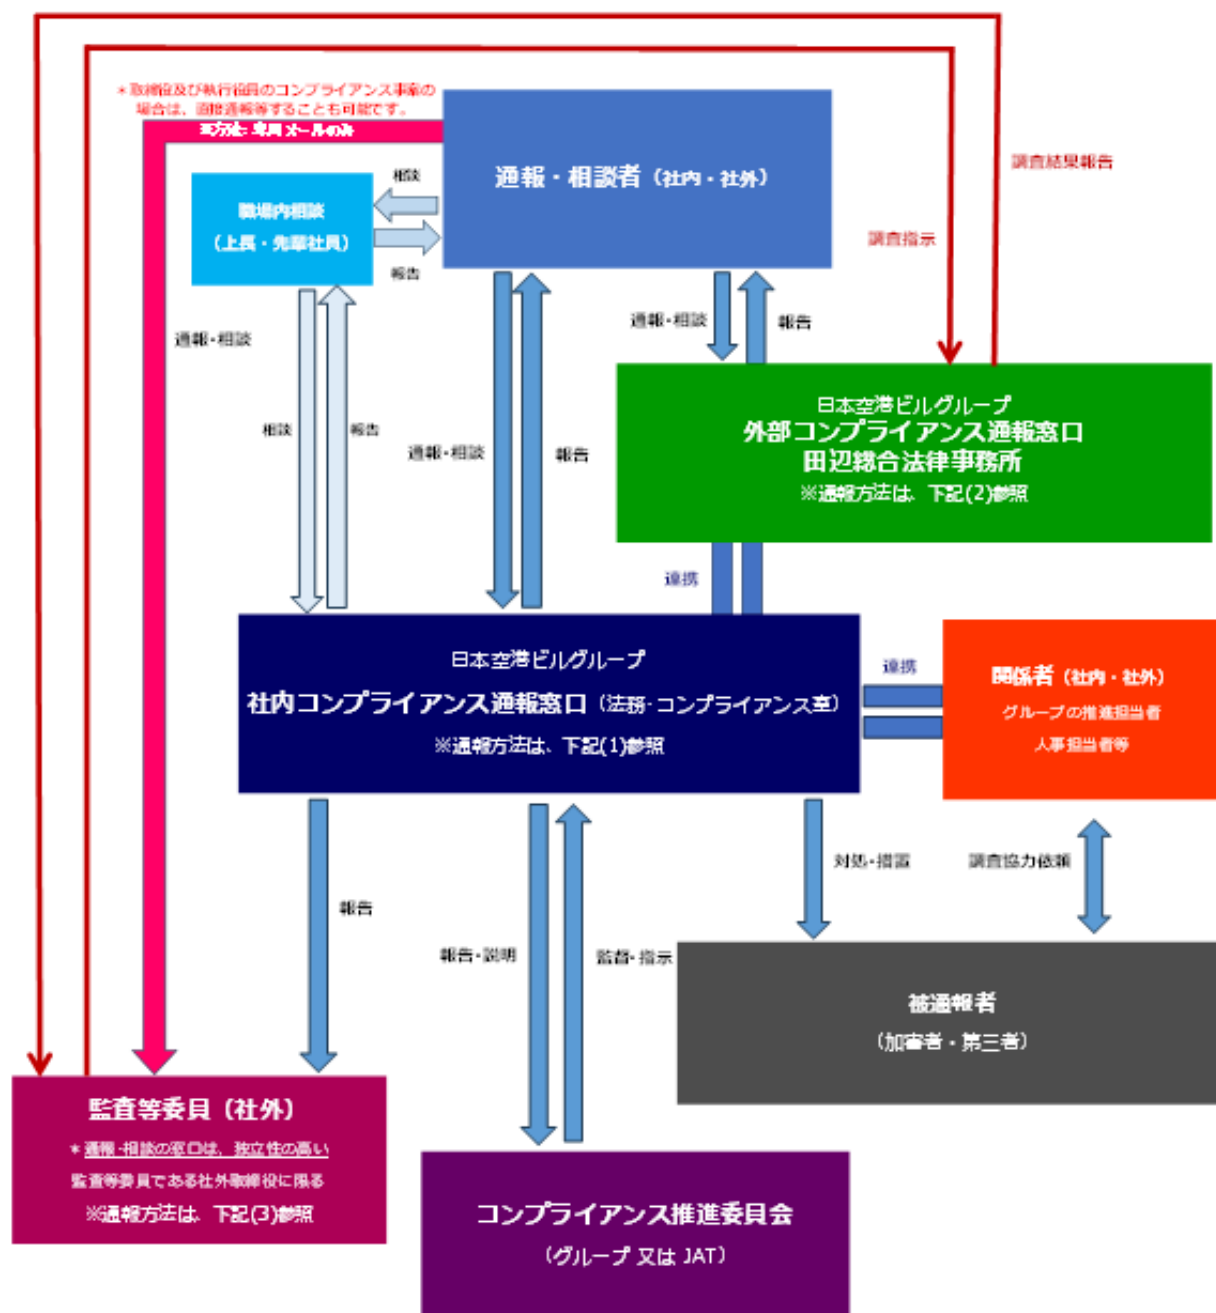 ＊取締役及び執行役員のコンプライアンス事案の
場合は、直接通報等することも可能です。
※方法：専用メールのみ
通報・相談者（社内・社外）
調査結果報告
調査指示
相談
職場内相談
（上長・先輩社員）
報告
通報・相談
通報・相談
報告
相談
報告
通報・相談
報告
日本空港ビルグループ
外部コンプライアンス通報窓口
田辺総合法律事務所
※通報方法は、下記(2)参照
連携
日本空港ビルグループ
社内コンプライアンス通報窓口（法務・コンプライアンス室）
※通報方法は、下記(1)参照
連携
関係者（社内・社外）
グループの推進担当者
人事担当者等
対処・措置
調査協力依頼
報告
報告・説明
監督・指示
被通報者
（加害者・第三者）
監査等委員（社外）
＊通報・相談の窓口は、独立性の高い
監査等委員である社外取締役に限る
※通報方法は、下記(3)参照
コンプライアンス推進委員会
（グループ 又は JAT）